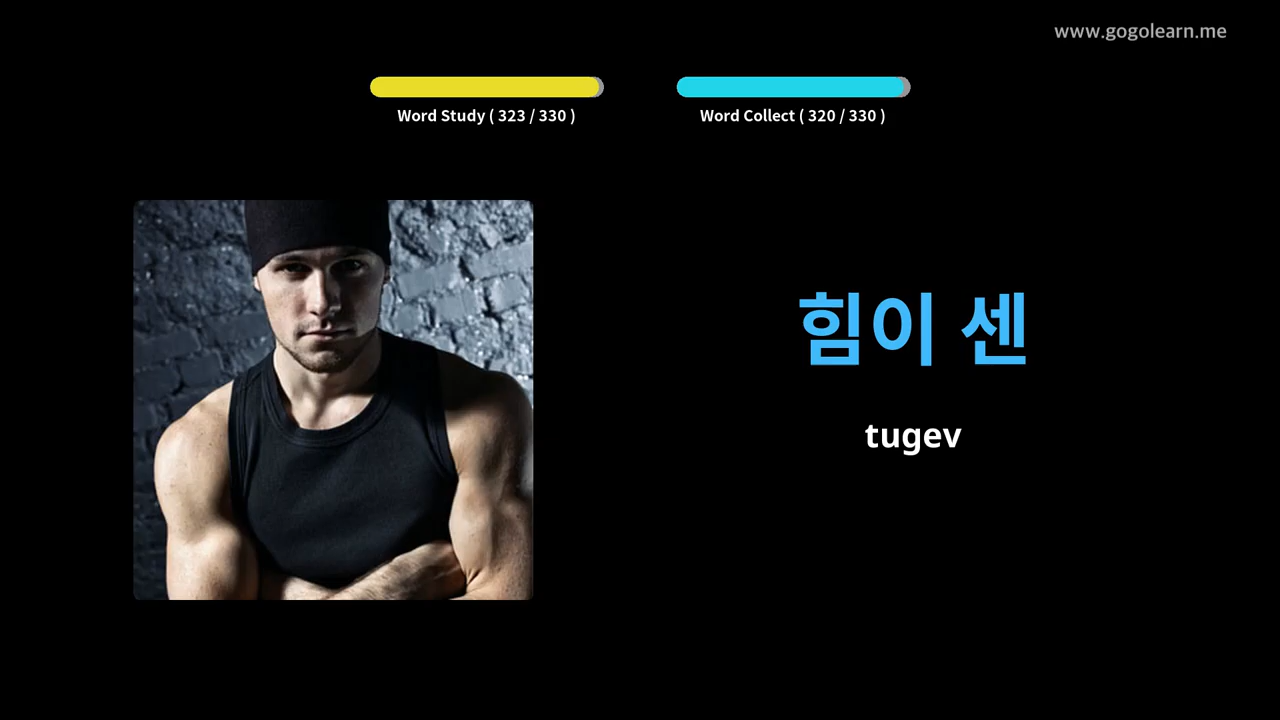 www.gogolearn.me
Word Study ( 323 / 330 )
Word Collect ( 320 / 330 )
힘이 센
tugev